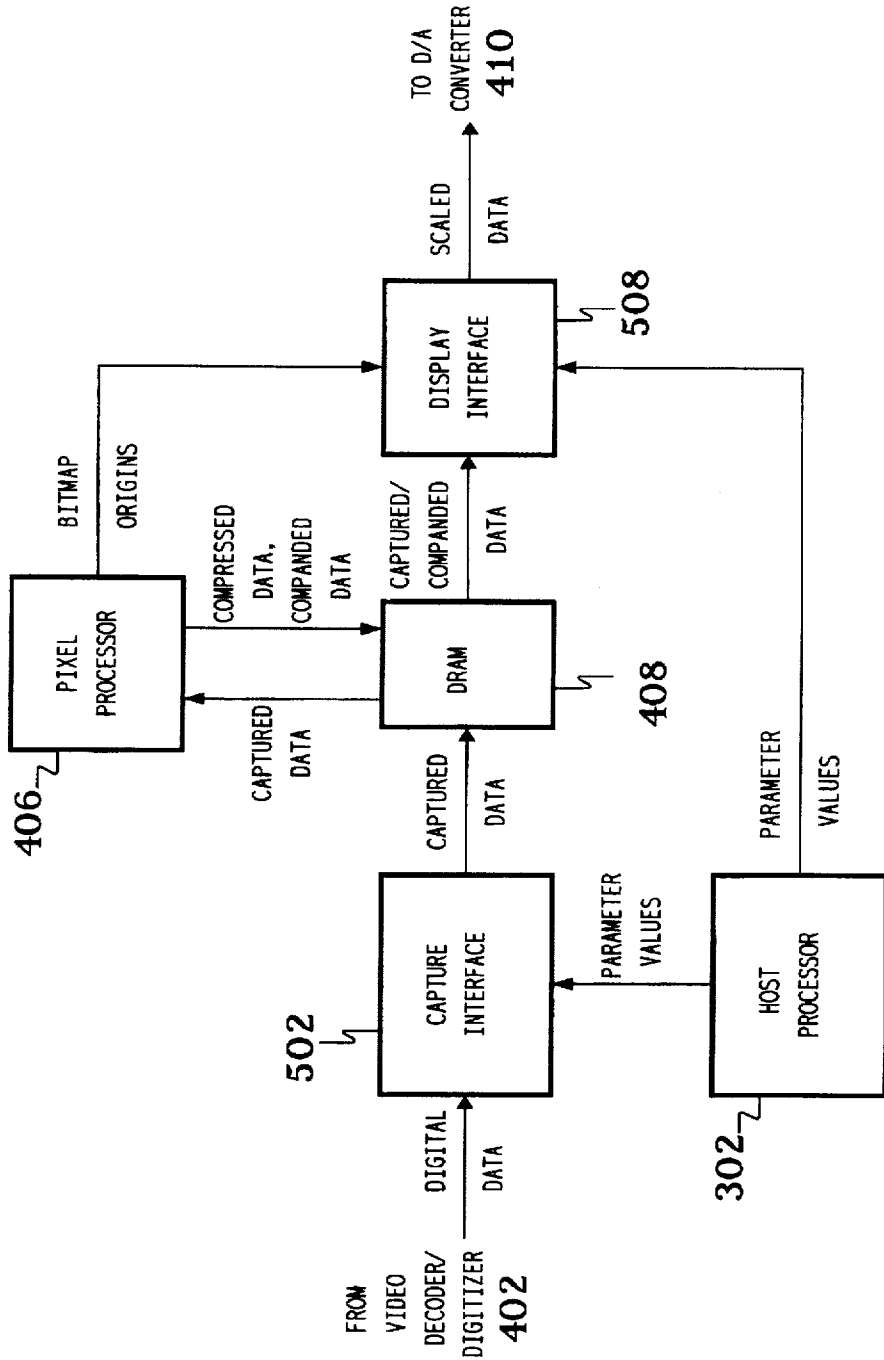 406
PIXEL
PROCESSOR
BITMAP
ORIGINS
CAPTURED
DATA
COMPRESSED
DATA, COMPANDED
DATA
FROM
VIDEO
DECODER/
DIGITIZER
402
DIGITAL
DATA
502
CAPTURE
INTERFACE
CAPTURED
DATA
DRAM
408
CAPTURED/
COMPANDED
DATA
DISPLAY
INTERFACE
508
SCALED
DATA
TO D/A
CONVERTER
410
PARAMETER
VALUES
302
HOST
PROCESSOR
PARAMETER
VALUES